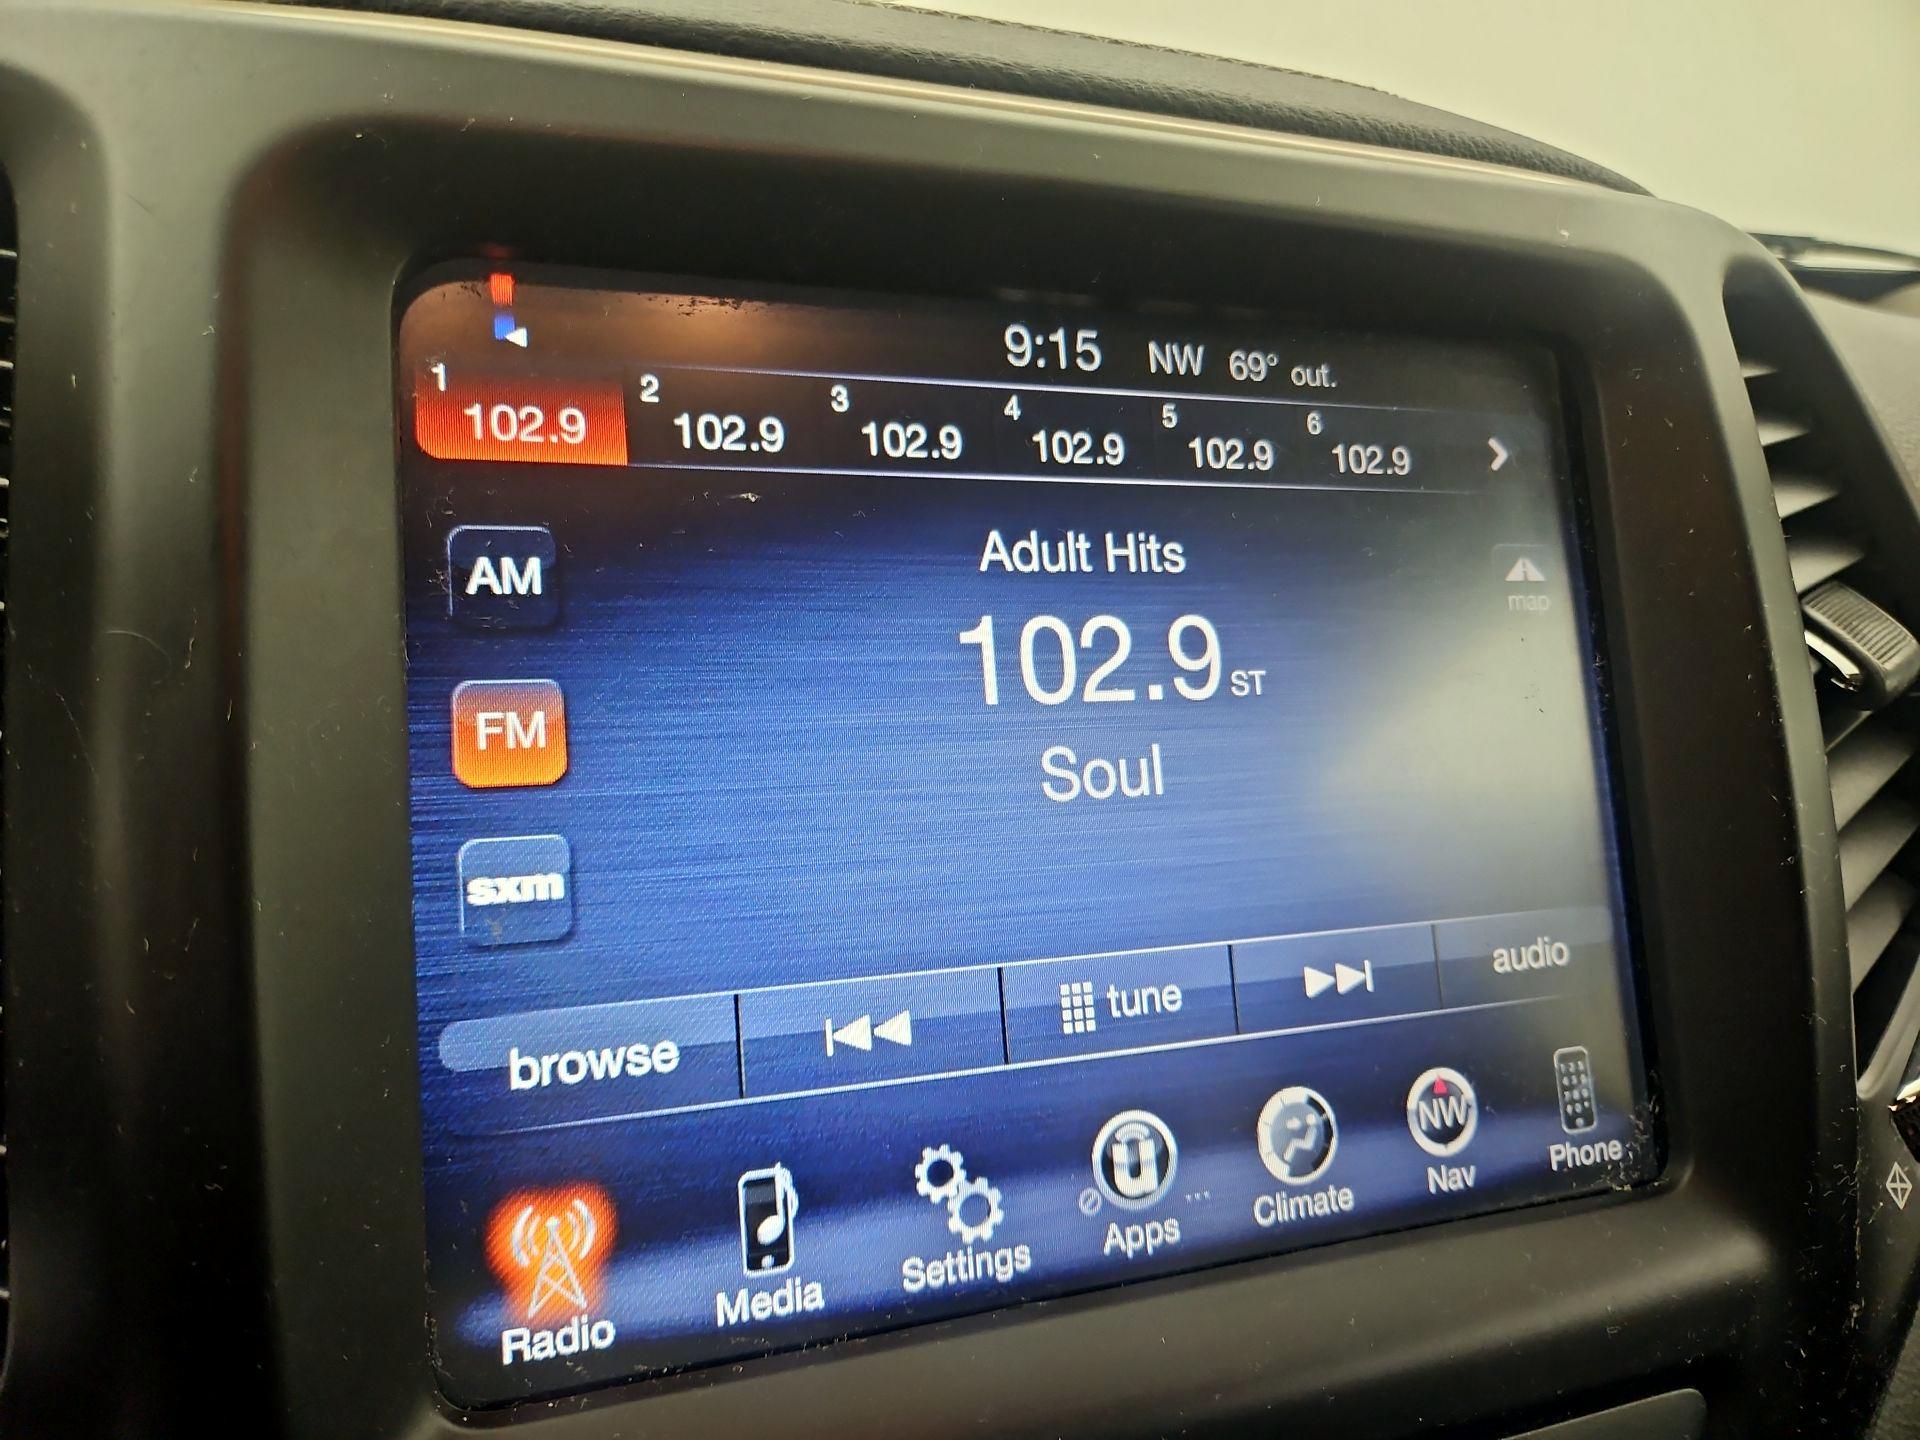 9:15 NW 69° out.
1 102.9 2 102.9 3 102.9 4 102.9 5 102.9 6 102.9
AM
Adult Hits
map
102.9 ST
FM
Soul
sxm
browse tune audio
NW
Radio Media Settings Apps Climate Nav Phone